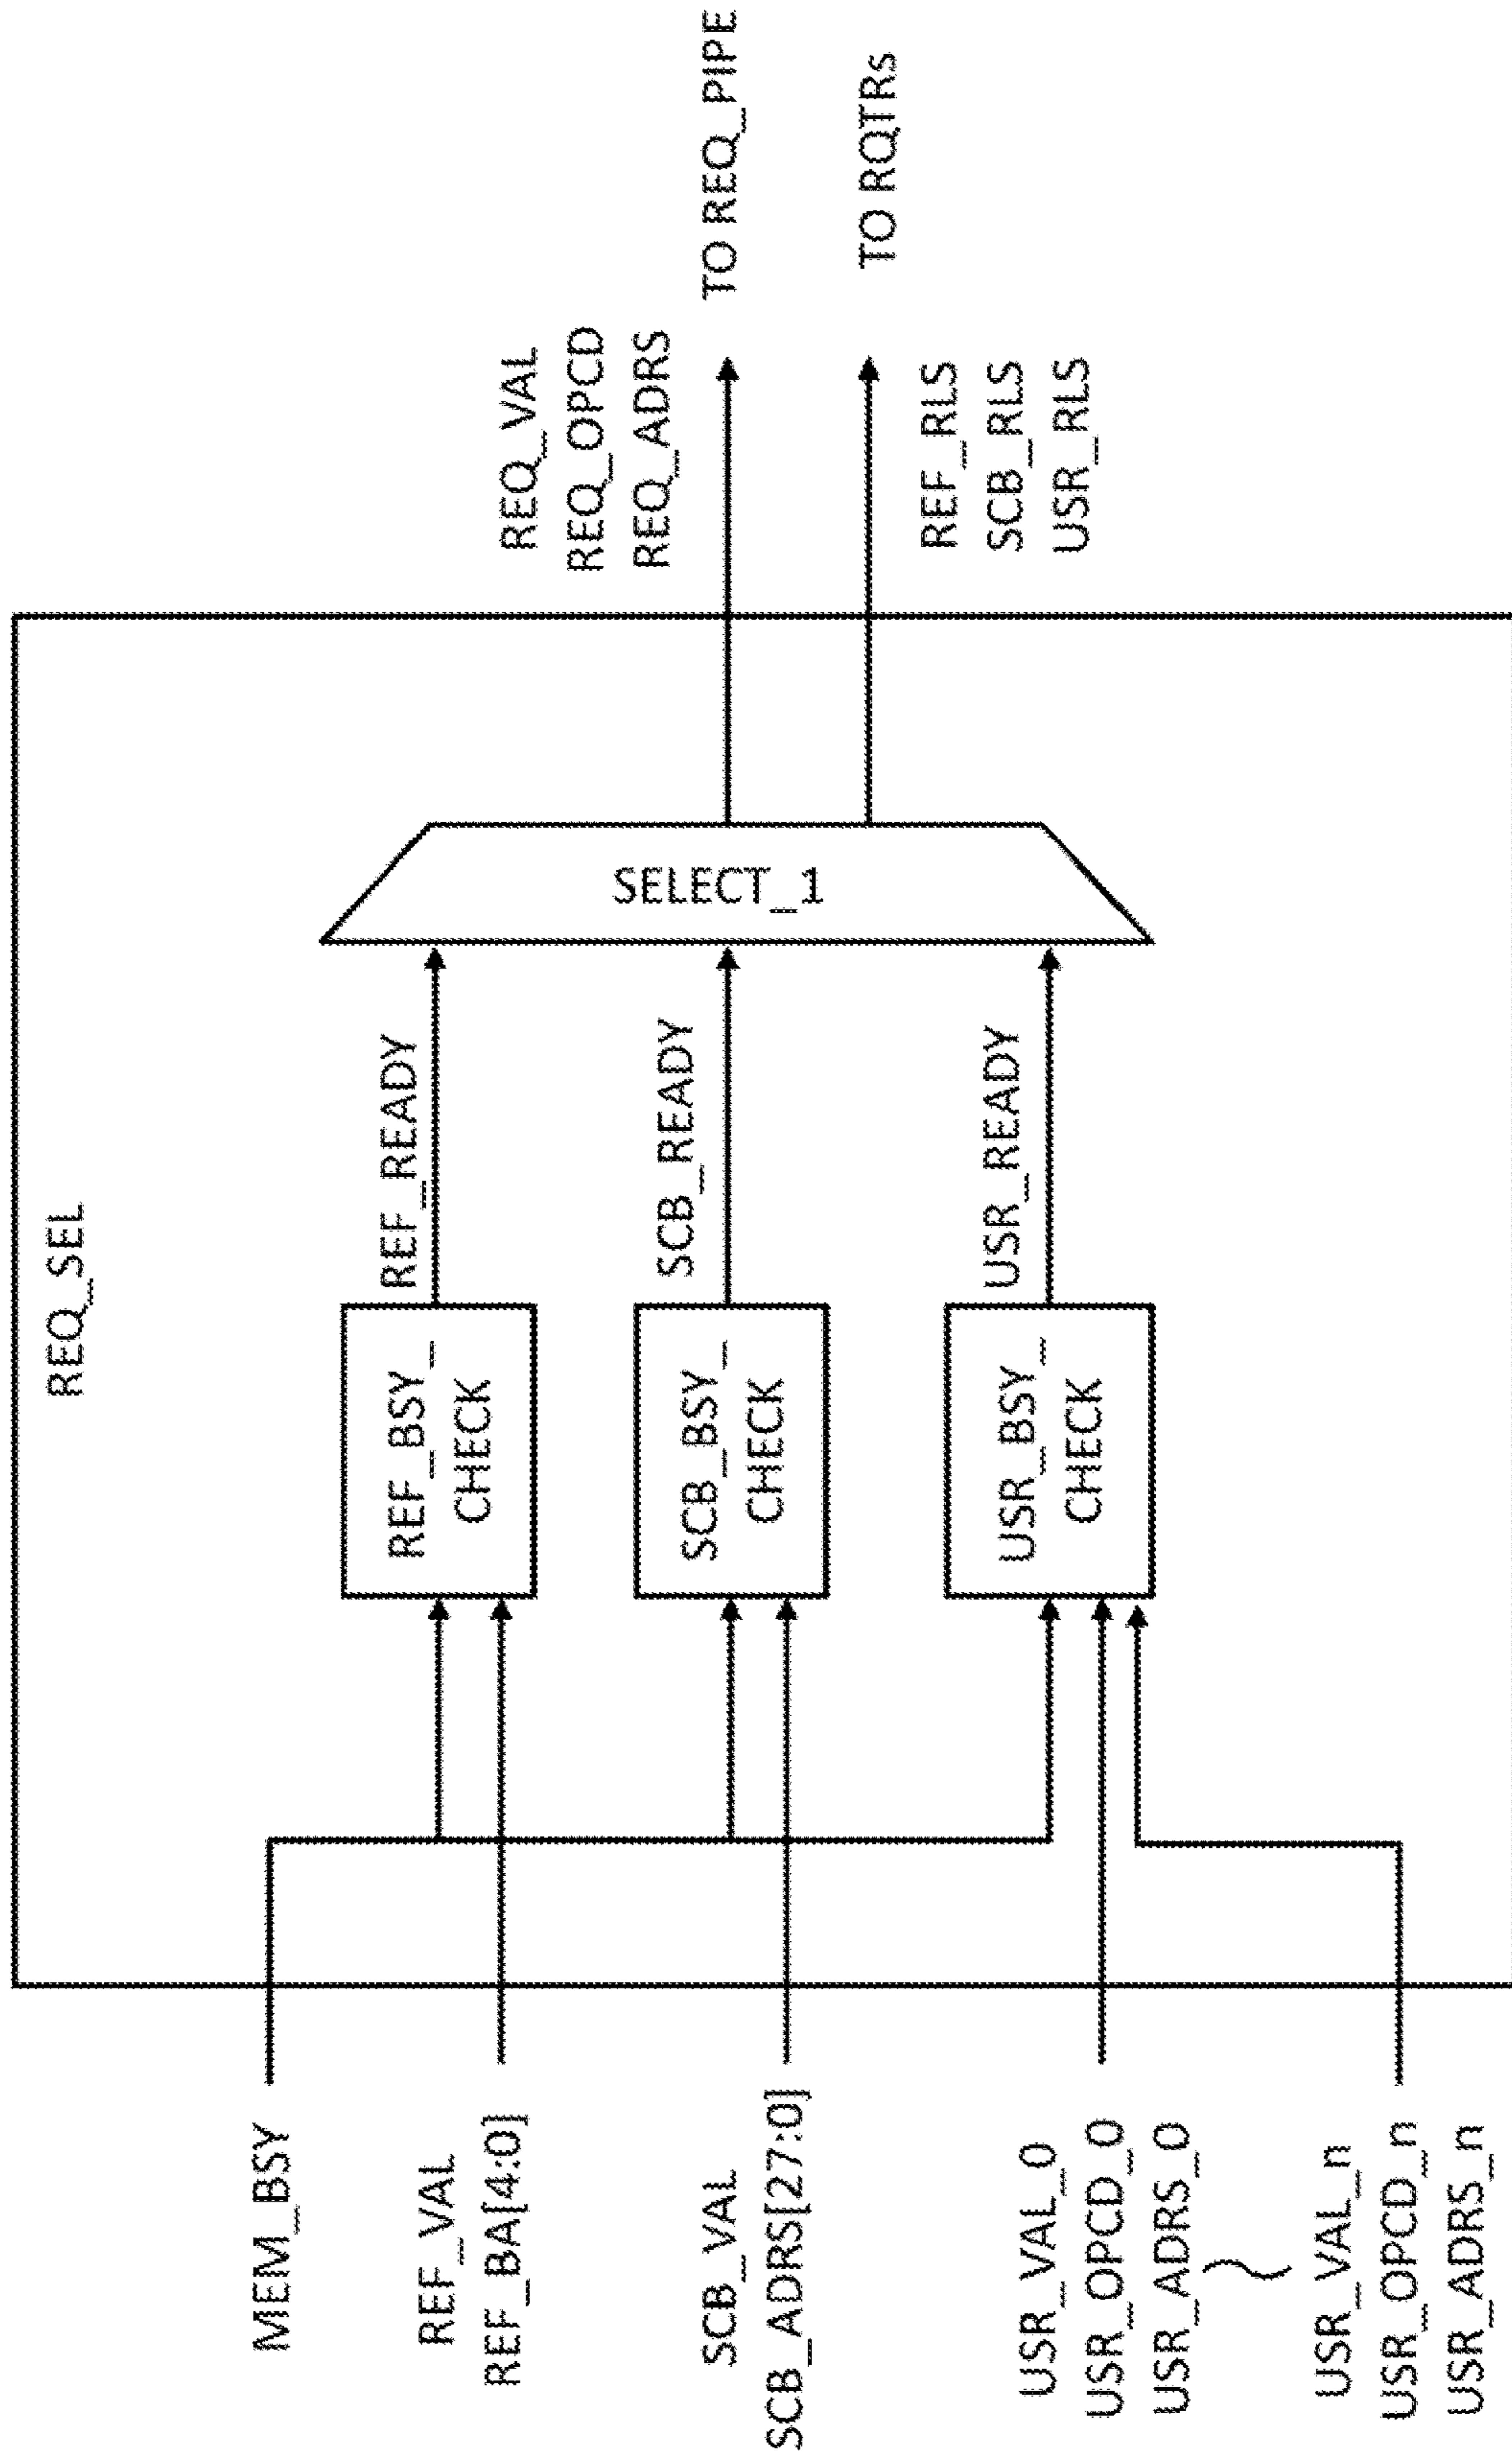 REQ_SEL
MEM_BSY
REF_VAL
REF_BA[4:0]
SCB_VAL
SCB_ADRS[27:0]
USR_VAL_0
USR_OPCD_0
USR_ADRS_0
USR_VAL_n
USR_OPCD_n
USR_ADRS_n
REF_BSY_
CHECK
SCB_BSY_
CHECK
USR_BSY_
CHECK
REF_READY
SCB_READY
USR_READY
SELECT_1
REQ_VAL
REQ_OPCD
REQ_ADRS
TO REQ_PIPE
TO RQTRs
REF_RLS
SCB_RLS
USR_RLS